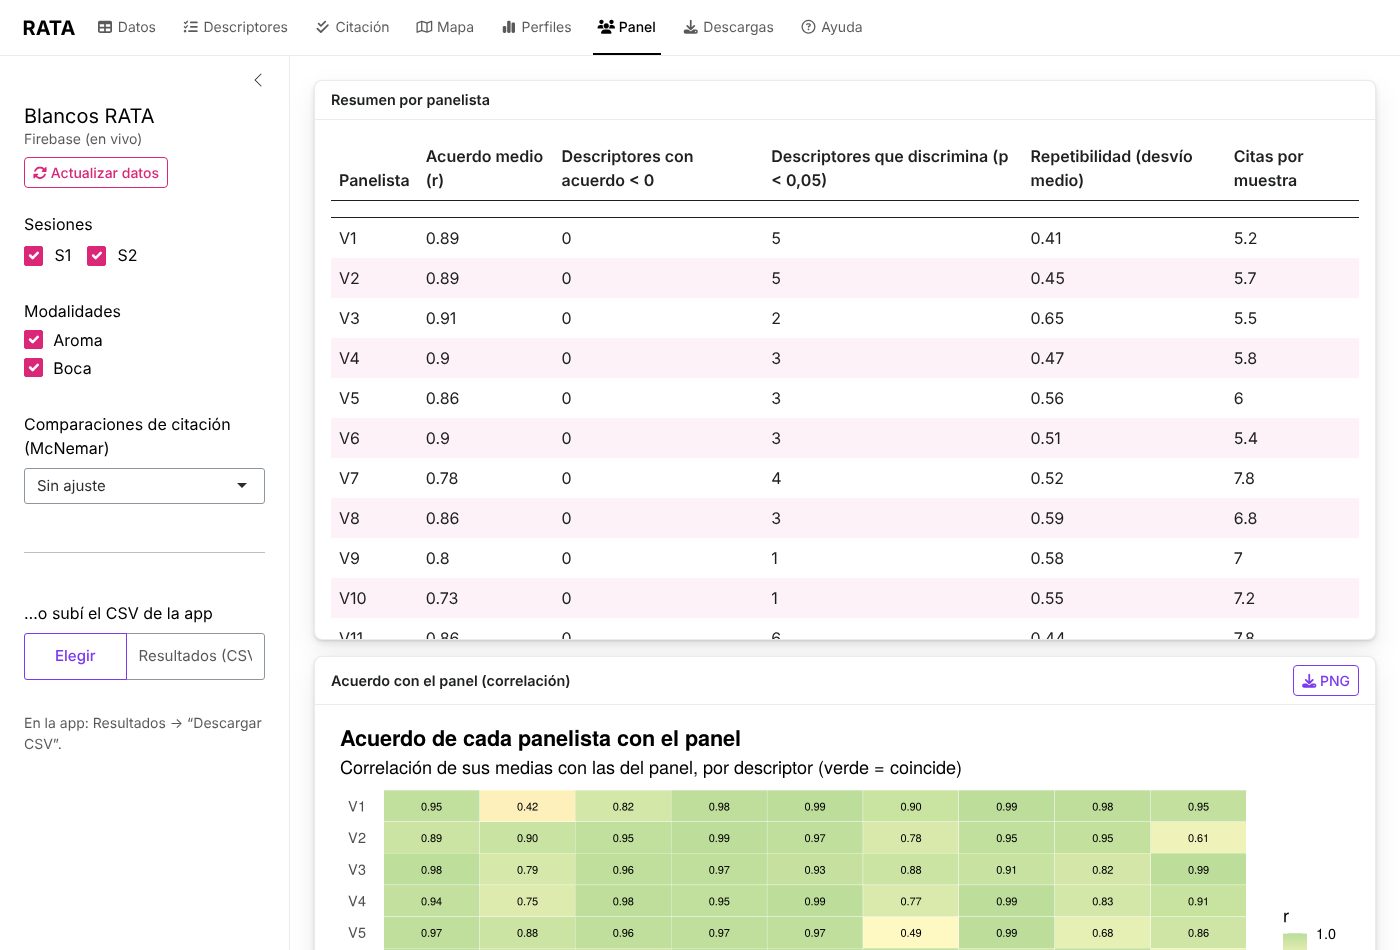 RATA Datos Descriptores Citación Mapa Perfiles Panel Descargas Ayuda
Blancos RATA
Firebase (en vivo)
Actualizar datos
Sesiones
S1 S2
Modalidades
Aroma
Boca
Comparaciones de citación
(McNemar)
Sin ajuste
...o subí el CSV de la app
Elegir Resultados (CSV
En la app: Resultados → “Descargar
CSV”.
Resumen por panelista
Panelista Acuerdo medio (r) Descriptores con acuerdo < 0 Descriptores que discrimina (p < 0,05) Repetibilidad (desvío medio) Citas por muestra
V1 0.89 0 5 0.41 5.2
V2 0.89 0 5 0.45 5.7
V3 0.91 0 2 0.65 5.5
V4 0.9 0 3 0.47 5.8
V5 0.86 0 3 0.56 6
V6 0.9 0 3 0.51 5.4
V7 0.78 0 4 0.52 7.8
V8 0.86 0 3 0.59 6.8
V9 0.8 0 1 0.58 7
V10 0.73 0 1 0.55 7.2
V11 0.86 0 6 0.44 7.8
Acuerdo con el panel (correlación) PNG
Acuerdo de cada panelista con el panel
Correlación de sus medias con las del panel, por descriptor (verde = coincide)
V1 0.95 0.42 0.82 0.98 0.99 0.90 0.99 0.98 0.95
V2 0.89 0.90 0.95 0.99 0.97 0.78 0.95 0.95 0.61
V3 0.98 0.79 0.96 0.97 0.93 0.88 0.91 0.82 0.99
V4 0.94 0.75 0.98 0.95 0.99 0.77 0.99 0.83 0.91
V5 0.97 0.88 0.96 0.97 0.97 0.49 0.99 0.68 0.86
r
1.0